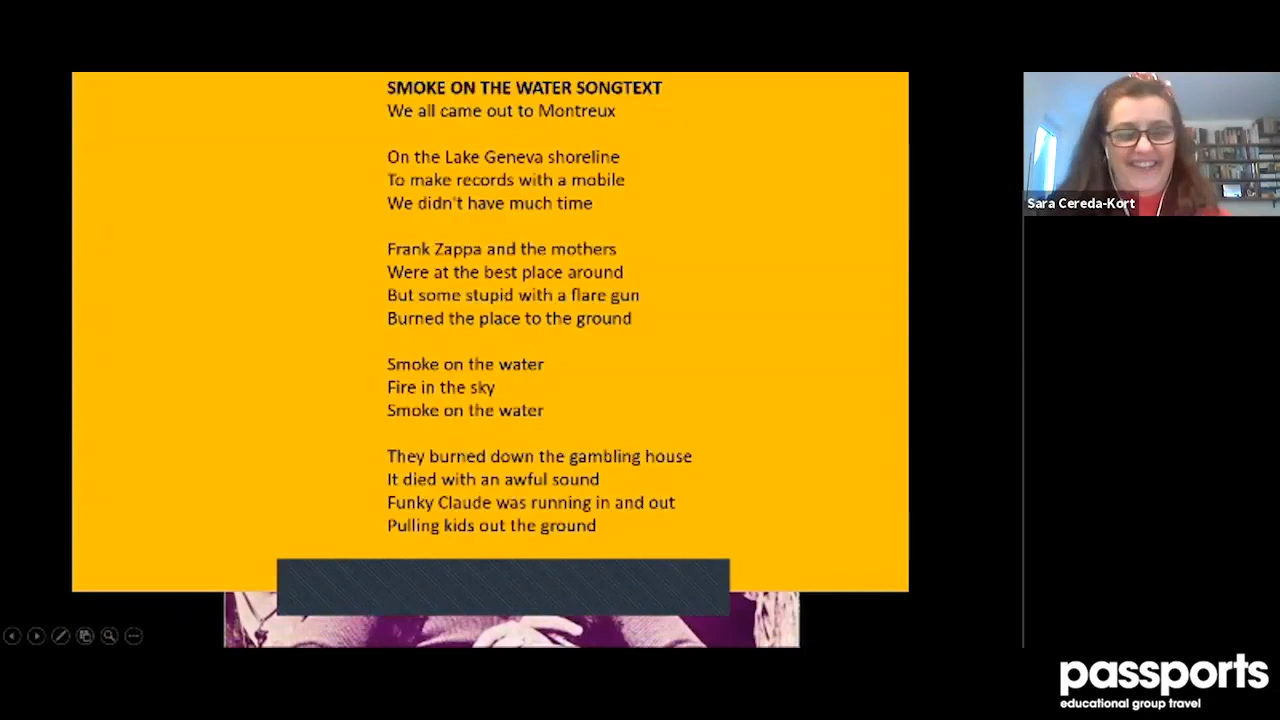 SMOKE ON THE WATER SONGTEXT
We all came out to Montreux
On the Lake Geneva shoreline
To make records with a mobile
We didn't have much time
Frank Zappa and the mothers
Were at the best place around
But some stupid with a flare gun
Burned the place to the ground
Smoke on the water
Fire in the sky
Smoke on the water
They burned down the gambling house
It died with an awful sound
Funky Claude was running in and out
Pulling kids out the ground
Sara Cereda-Kort
passports
educational group travel